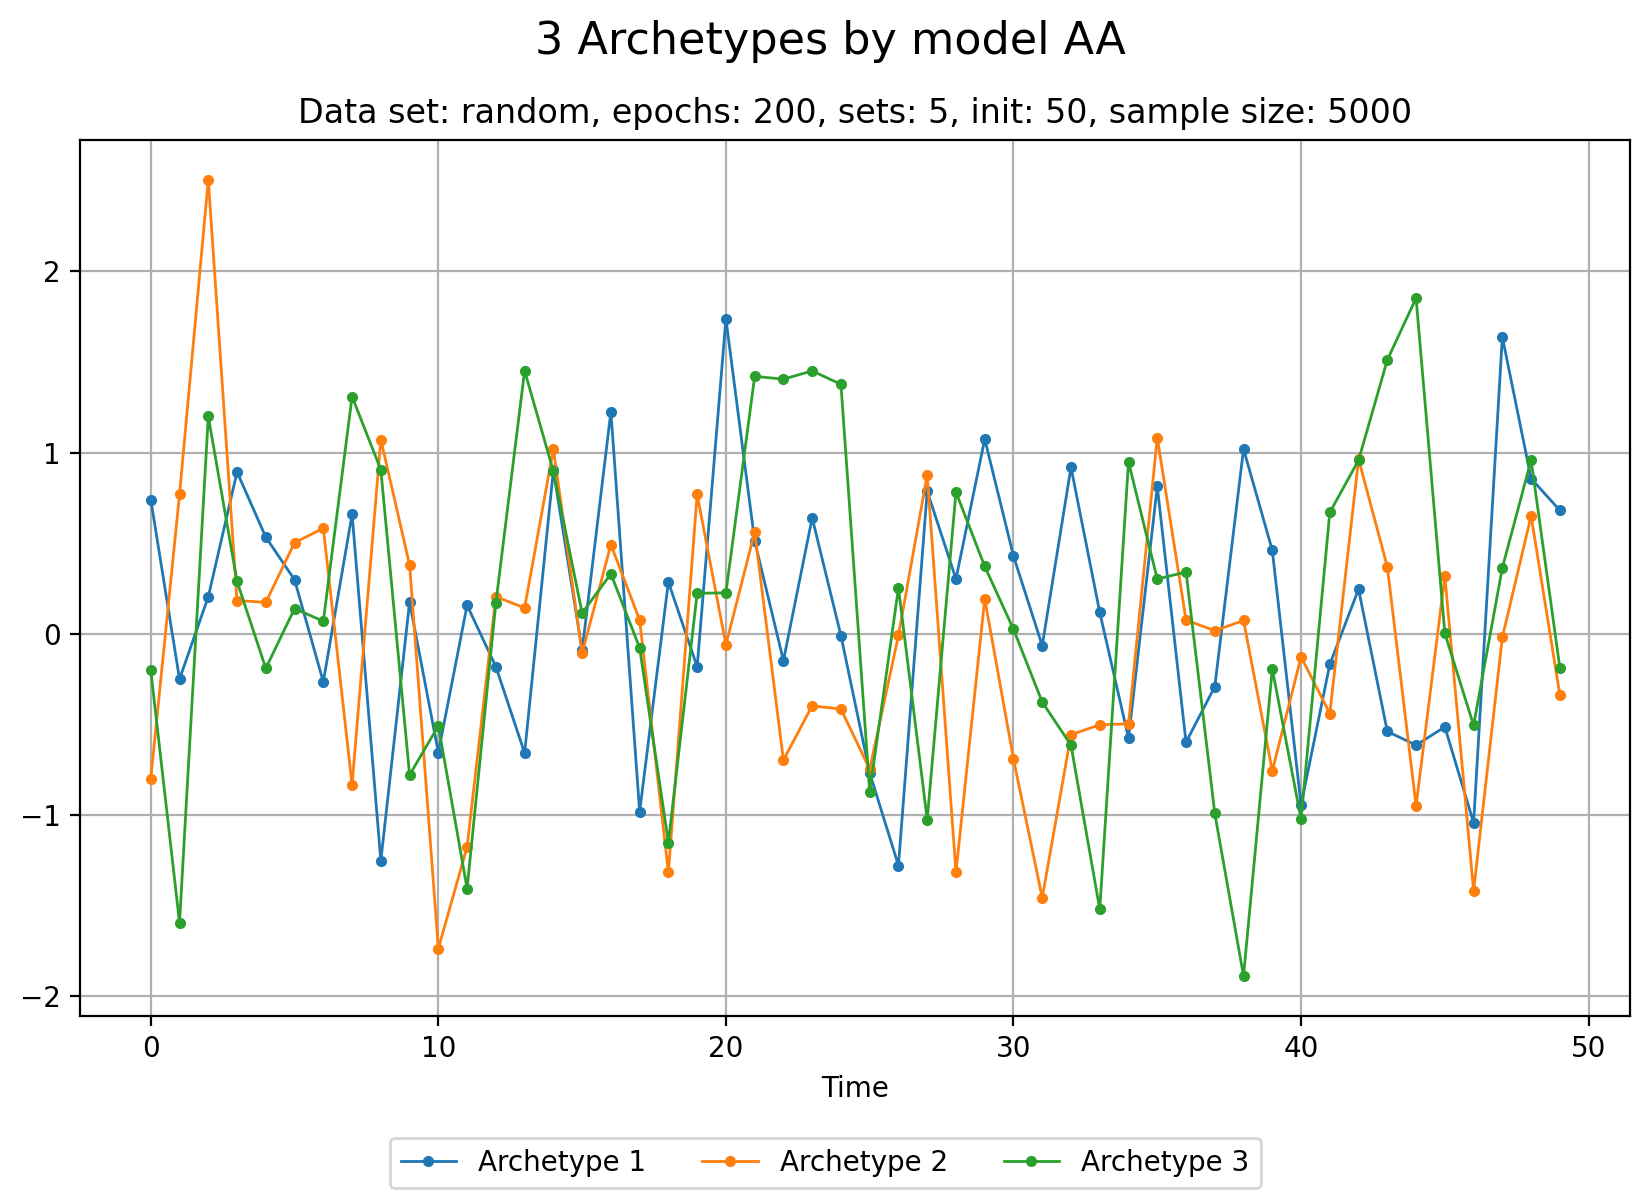 3 Archetypes by model AA
Data set: random, epochs: 200, sets: 5, init: 50, sample size: 5000
2
1
0
−1
−2
0 10 20 30 40 50
Time
Archetype 1 Archetype 2 Archetype 3